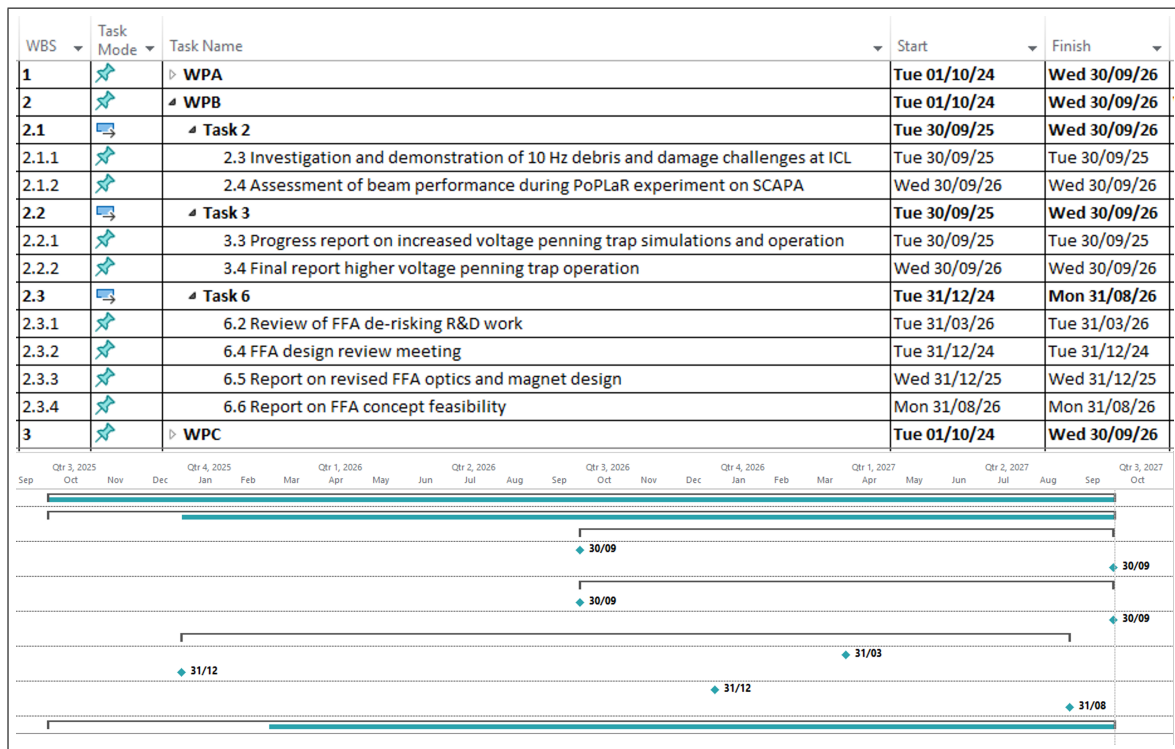 WBS Task Mode Task Name Start Finish
1 WPA Tue 01/10/24 Wed 30/09/26
2 WPB Tue 01/10/24 Wed 30/09/26
2.1 Task 2 Tue 30/09/25 Wed 30/09/26
2.1.1 2.3 Investigation and demonstration of 10 Hz debris and damage challenges at ICL Tue 30/09/25 Tue 30/09/25
2.1.2 2.4 Assessment of beam performance during PoPLaR experiment on SCAPA Wed 30/09/26 Wed 30/09/26
2.2 Task 3 Tue 30/09/25 Wed 30/09/26
2.2.1 3.3 Progress report on increased voltage penning trap simulations and operation Tue 30/09/25 Tue 30/09/25
2.2.2 3.4 Final report higher voltage penning trap operation Wed 30/09/26 Wed 30/09/26
2.3 Task 6 Tue 31/12/24 Mon 31/08/26
2.3.1 6.2 Review of FFA de-risking R&D work Tue 31/03/26 Tue 31/03/26
2.3.2 6.4 FFA design review meeting Tue 31/12/24 Tue 31/12/24
2.3.3 6.5 Report on revised FFA optics and magnet design Wed 31/12/25 Wed 31/12/25
2.3.4 6.6 Report on FFA concept feasibility Mon 31/08/26 Mon 31/08/26
3 WPC Tue 01/10/24 Wed 30/09/26
Qtr 3, 2025 Qtr 4, 2025 Qtr 1, 2026 Qtr 2, 2026 Qtr 3, 2026 Qtr 4, 2026 Qtr 1, 2027 Qtr 2, 2027 Qtr 3, 2027
Sep Oct Nov Dec Jan Feb Mar Apr May Jun Jul Aug Sep Oct Nov Dec Jan Feb Mar Apr May Jun Jul Aug Sep Oct
30/09
30/09
30/09
30/09
31/03
31/12
31/12
31/08